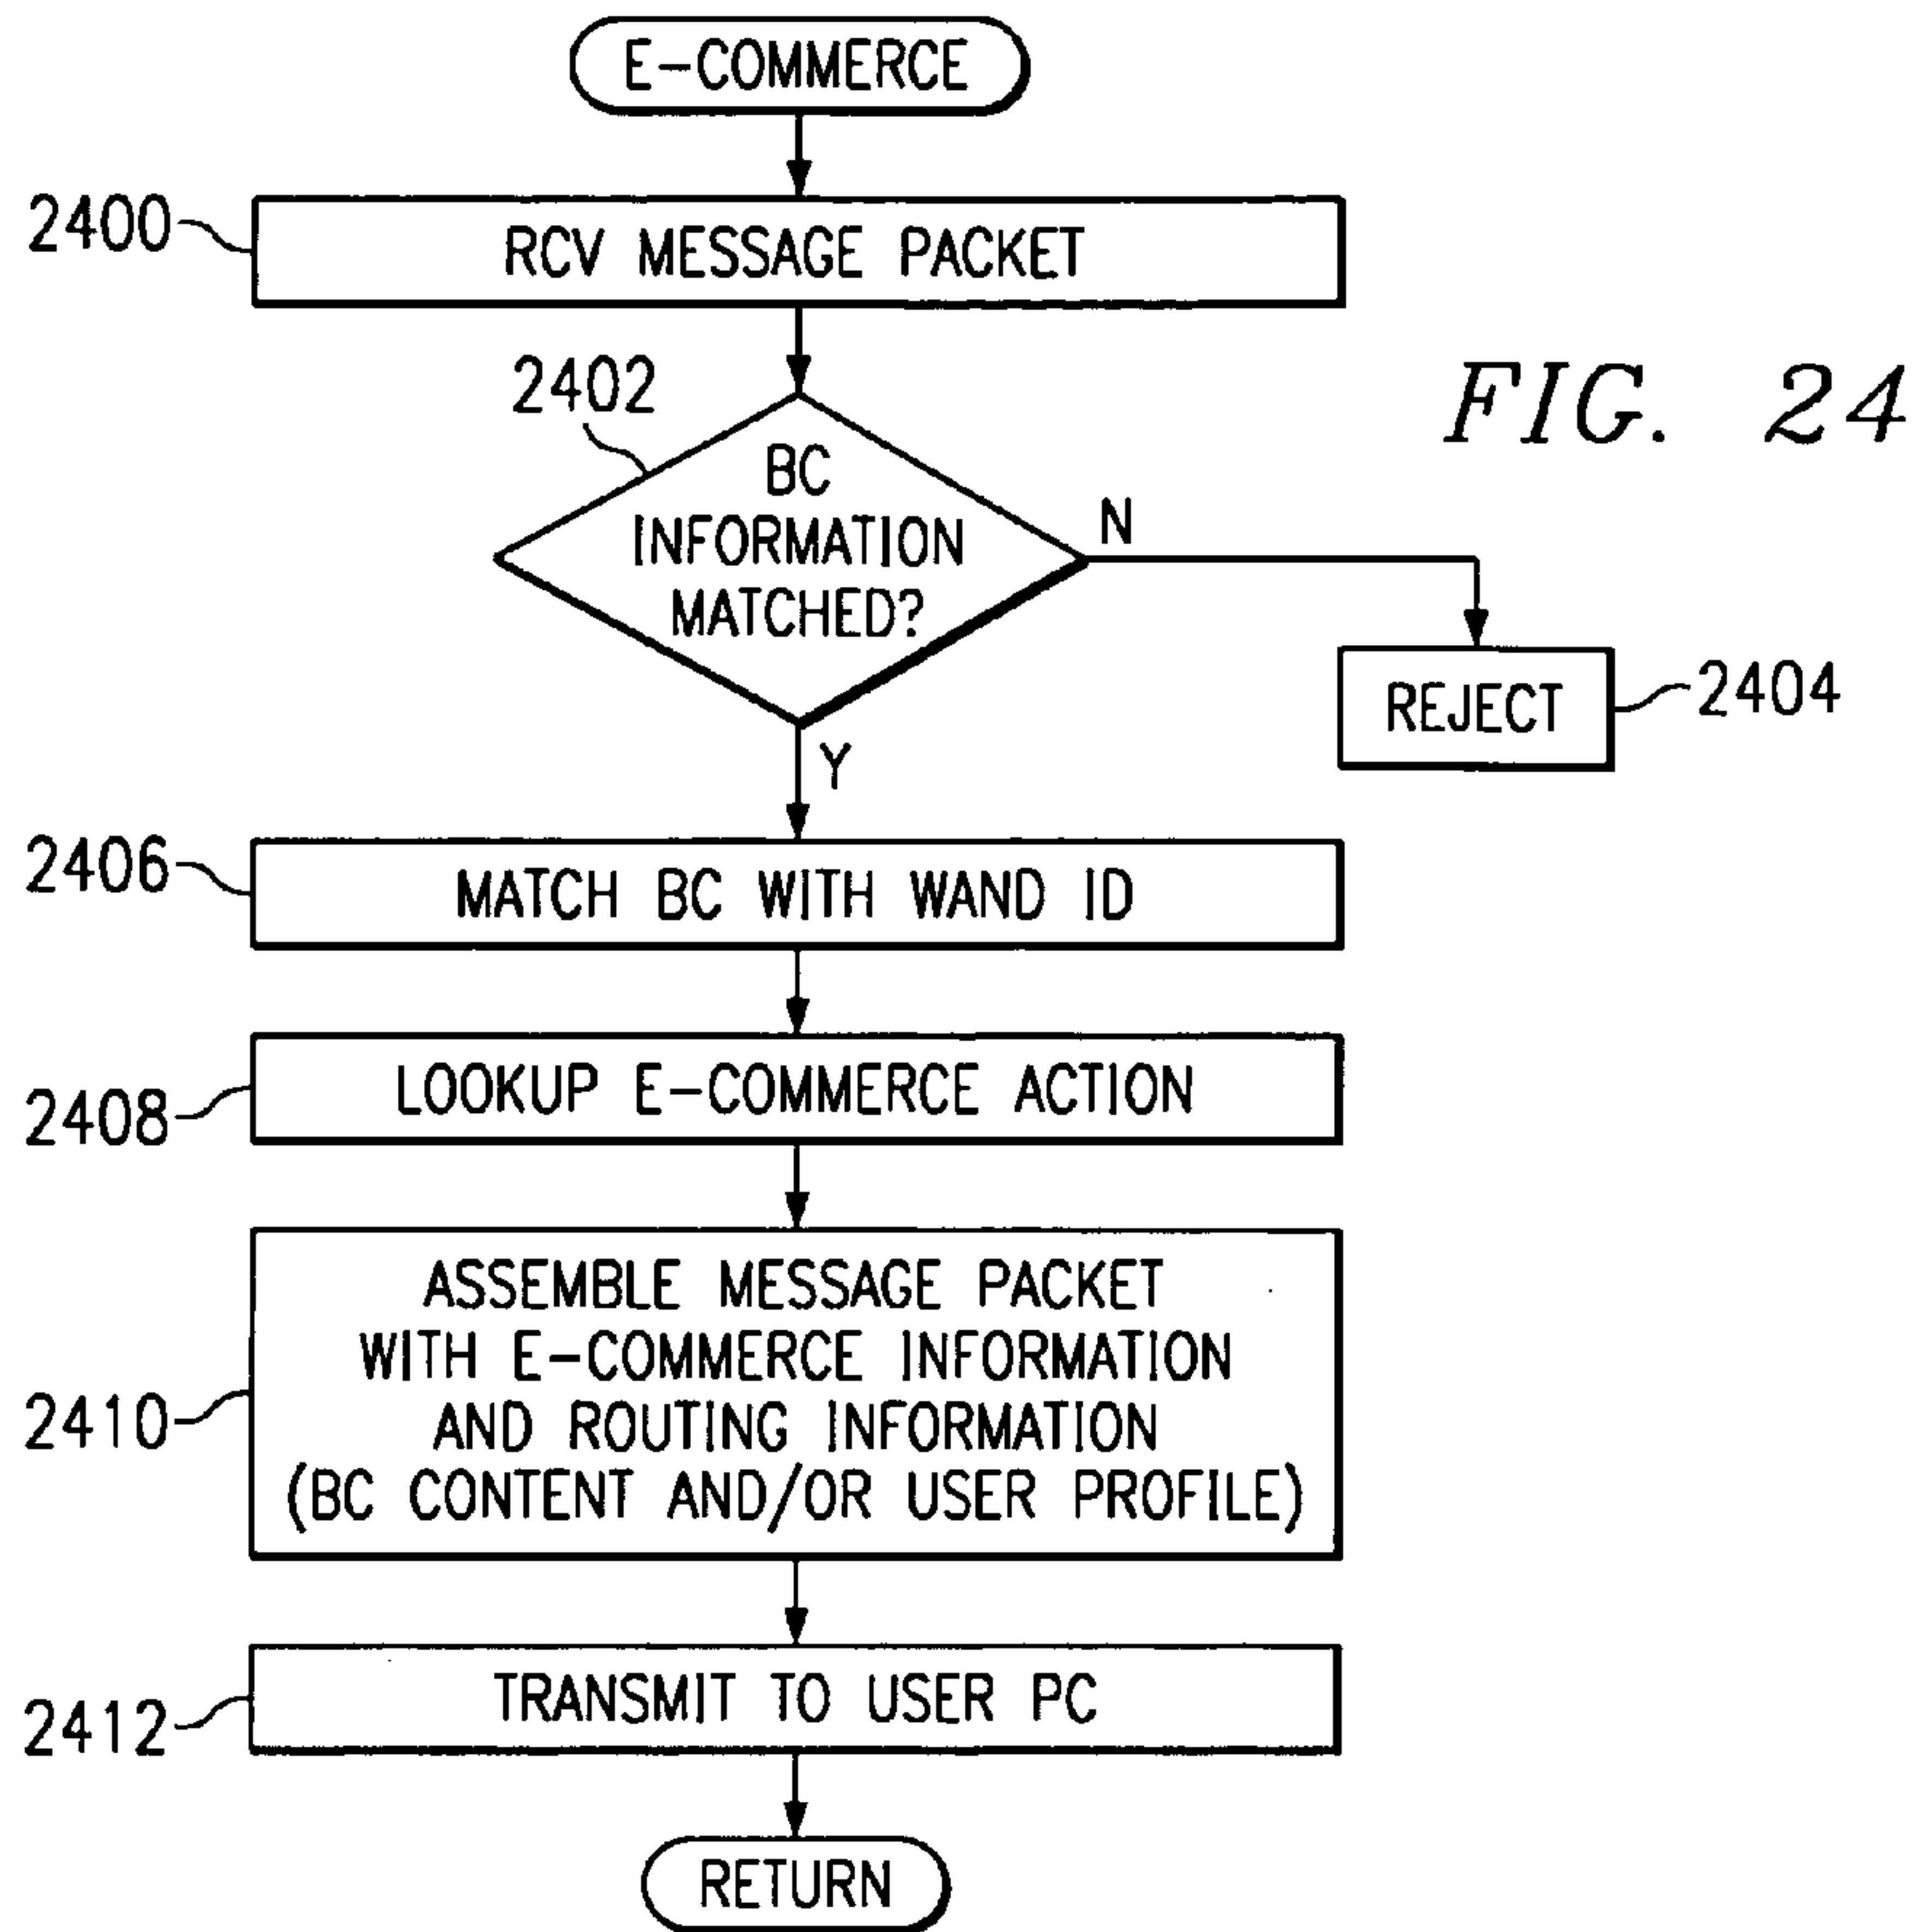 E-COMMERCE
2400
RCV MESSAGE PACKET
FIG. 24
2402
BC
INFORMATION
MATCHED?
N
REJECT
2404
Y
2406
MATCH BC WITH WAND ID
2408
LOOKUP E-COMMERCE ACTION
2410
ASSEMBLE MESSAGE PACKET
WITH E-COMMERCE INFORMATION
AND ROUTING INFORMATION
(BC CONTENT AND/OR USER PROFILE)
2412
TRANSMIT TO USER PC
RETURN